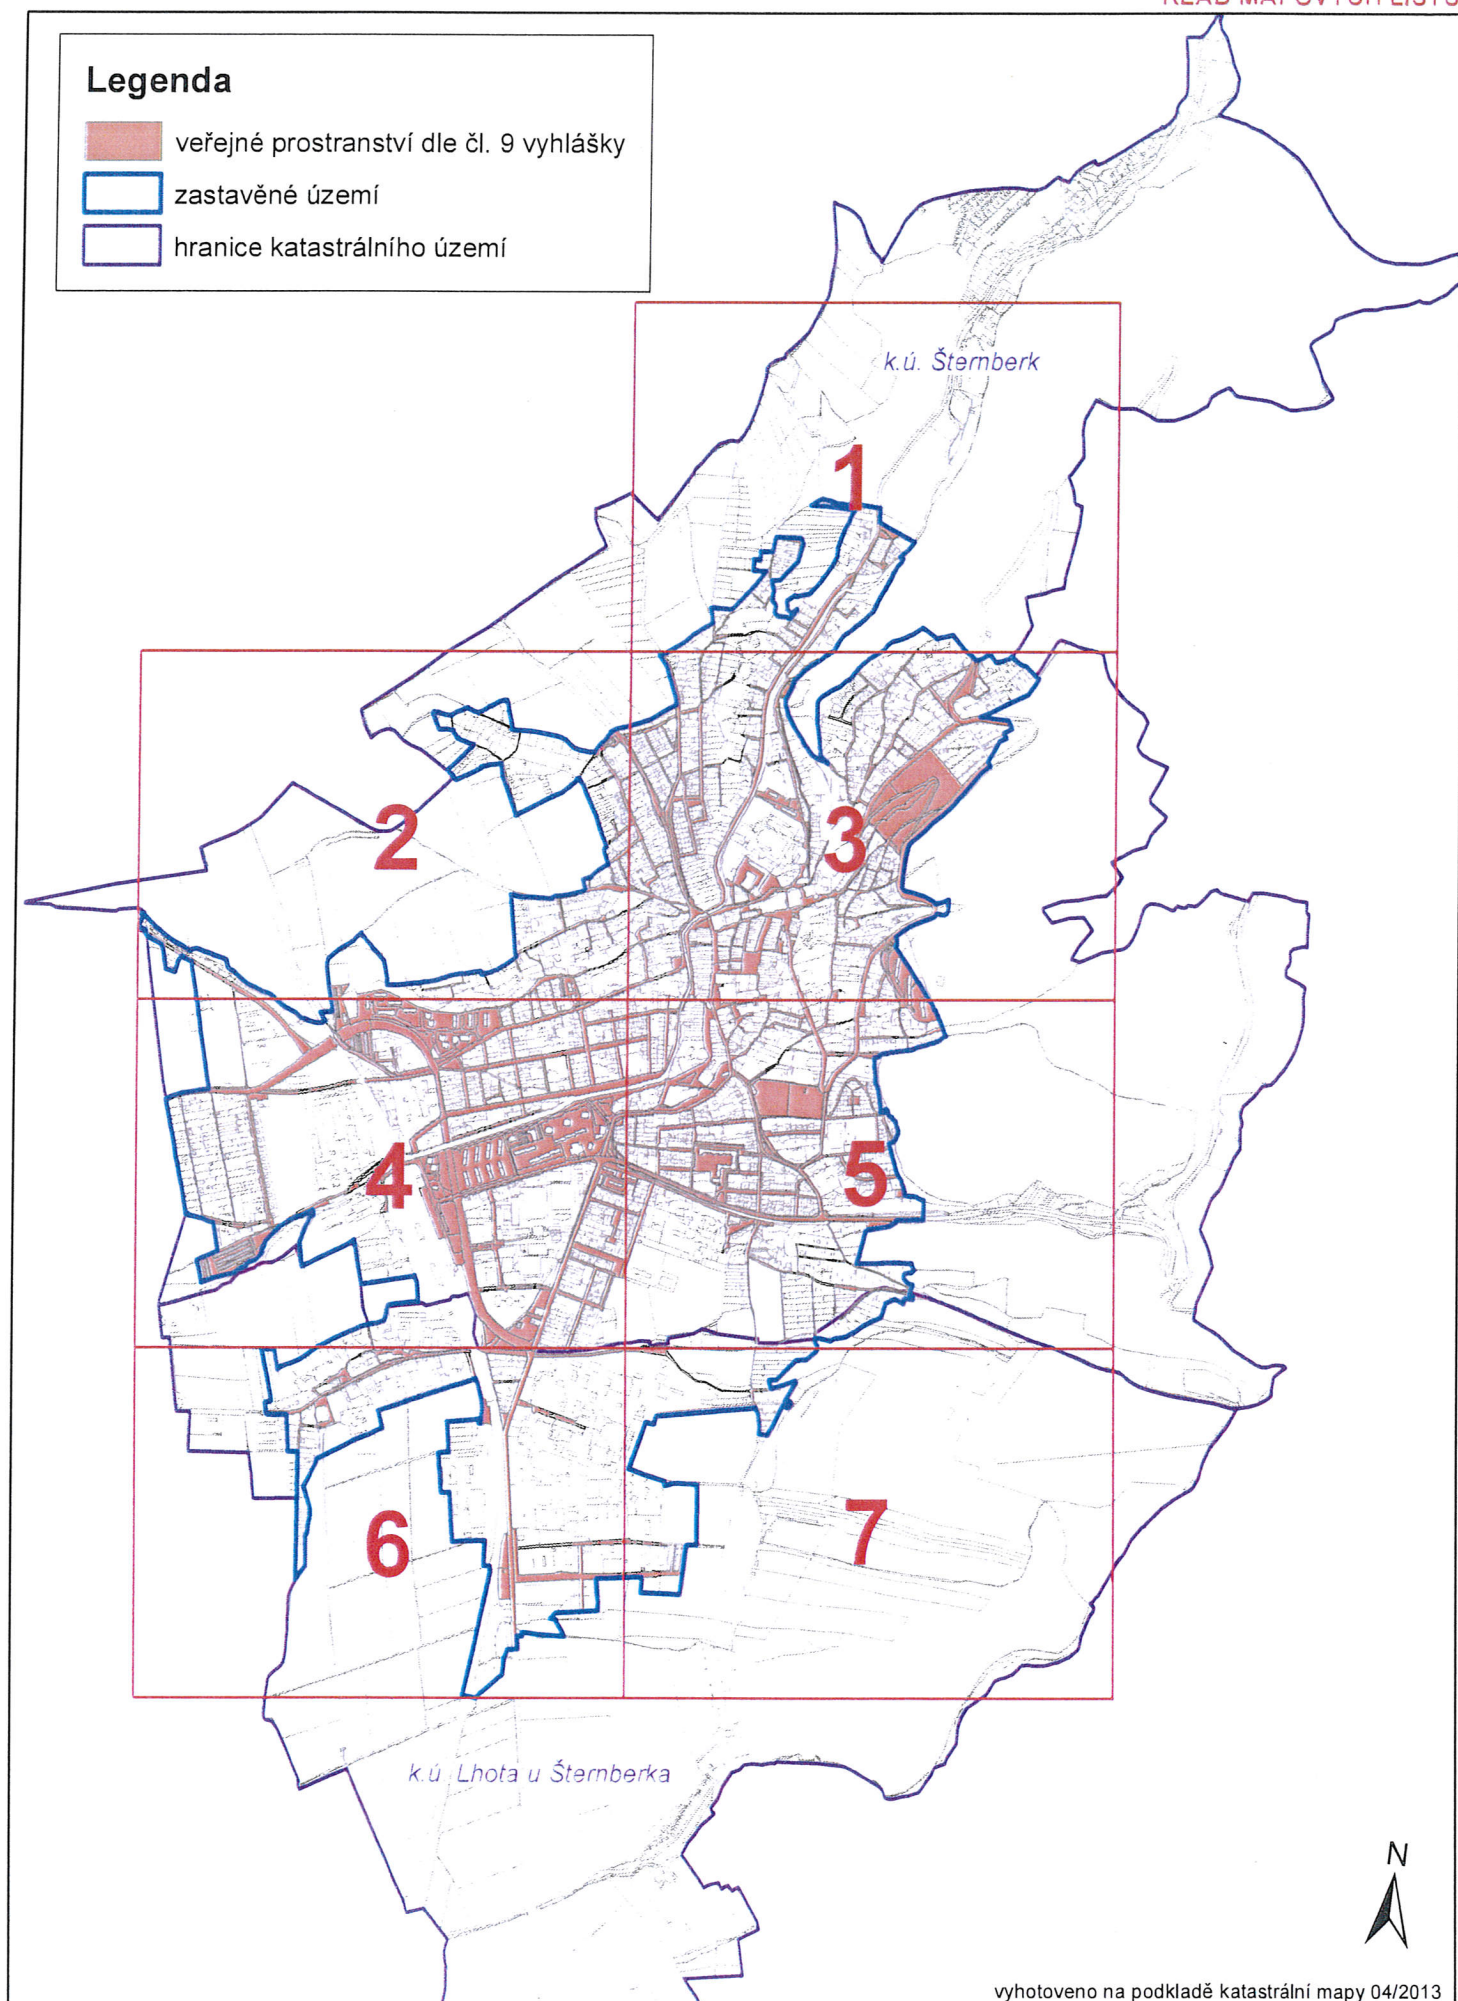 Legenda
veřejné prostranství dle čl. 9 vyhlášky
zastavěné území
hranice katastrálního území
k.ú. Šternberk
1
2
3
4
5
6
7
k.ú. Lhota u Šternberka
N
vyhotoveno na podkladě katastrální mapy 04/2013